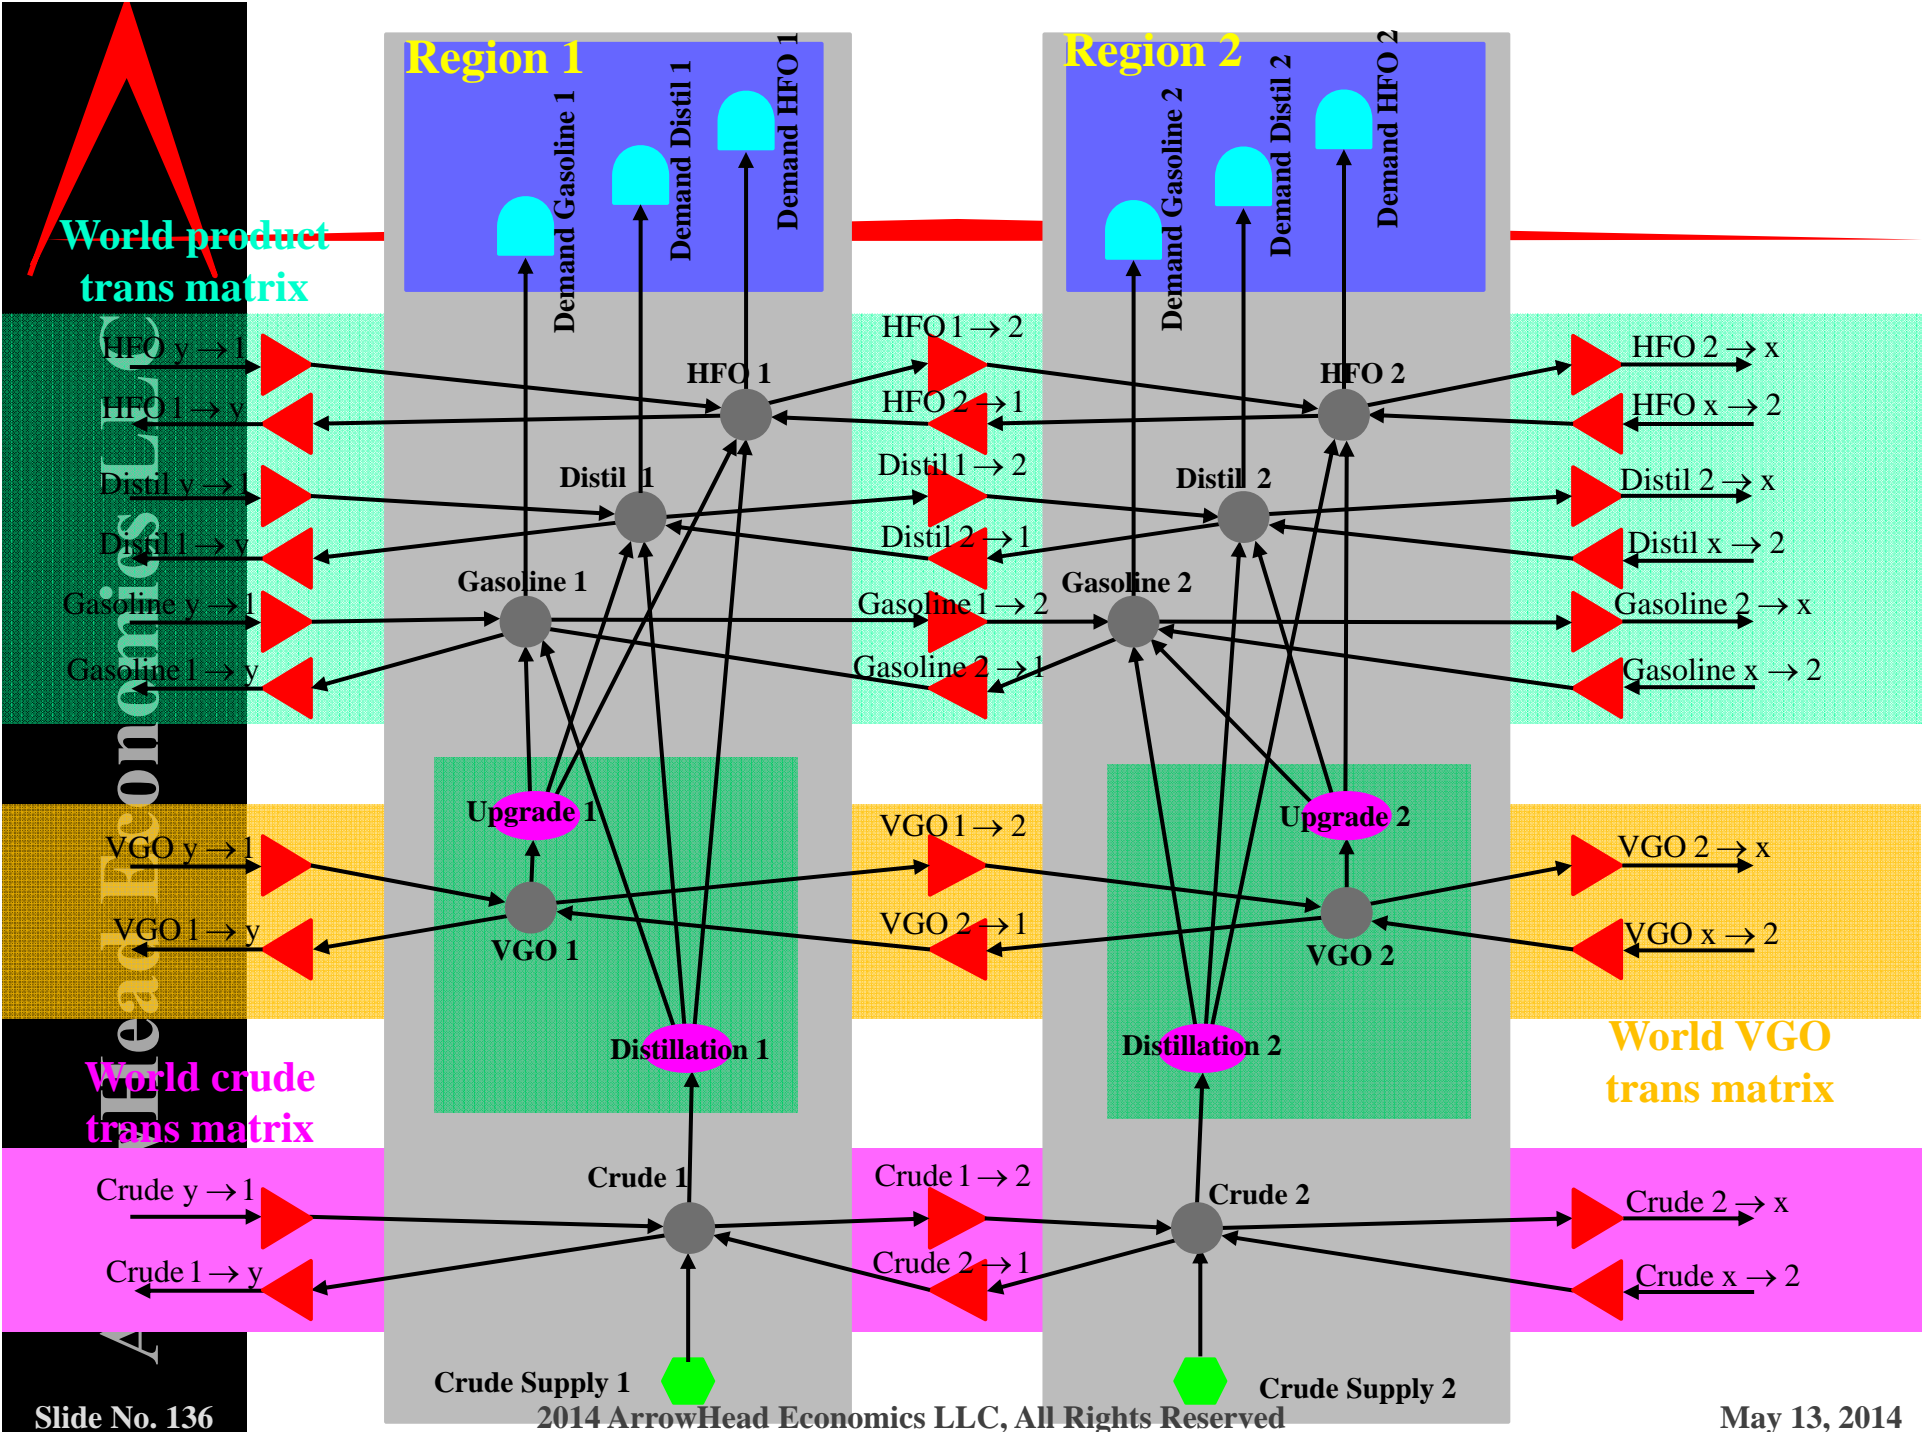 Region 1
Region 2
Demand Gasoline 1
Demand Distil 1
Demand HFO 1
Demand Gasoline 2
Demand Distil 2
Demand HFO 2
World product
trans matrix
HFO y → 1
HFO 1 → 2
HFO 2 → x
HFO 1
HFO 2
HFO 1 → y
HFO 2 → 1
HFO x → 2
Distil y → 1
Distil 1
Distil 1 → 2
Distil 2
Distil 2 → x
Distil 1 → y
Distil 2 → 1
Distil x → 2
Gasoline 1
Gasoline 2
Gasoline y → 1
Gasoline 1 → 2
Gasoline 2 → x
Gasoline 1 → y
Gasoline 2 → 1
Gasoline x → 2
Upgrade 1
Upgrade 2
VGO y → 1
VGO 1 → 2
VGO 2 → x
VGO 1 → y
VGO 2 → 1
VGO x → 2
VGO 1
VGO 2
Distillation 1
Distillation 2
World VGO
trans matrix
World crude
trans matrix
Crude y → 1
Crude 1
Crude 1 → 2
Crude 2
Crude 2 → x
Crude 1 → y
Crude 2 → 1
Crude x → 2
Crude Supply 1
Crude Supply 2
ArrowHead Economics LLC
Slide No. 136
2014 ArrowHead Economics LLC, All Rights Reserved
May 13, 2014